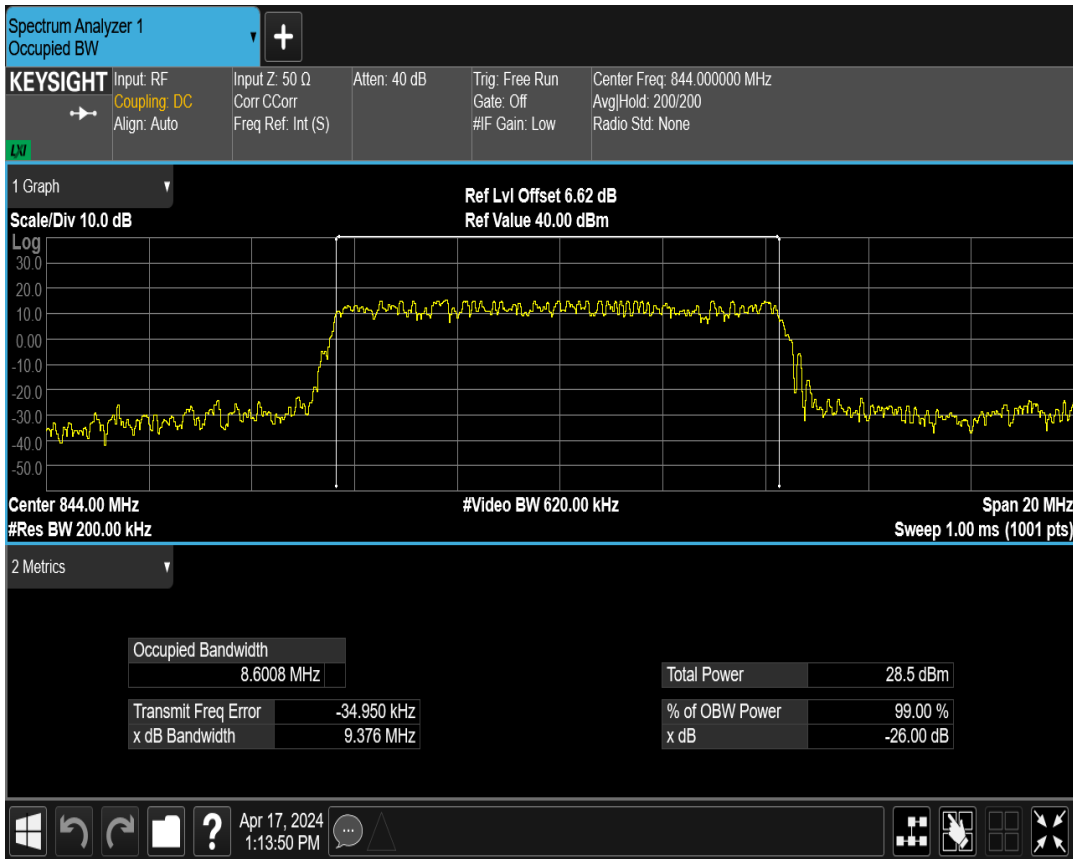 Spectrum Analyzer 1
Occupied BW
+
KEYSIGHT
LXI
Input: RF
Coupling: DC
Align: Auto
Input Z: 50 Ω
Corr CCorr
Freq Ref: Int (S)
Atten: 40 dB
Trig: Free Run
Gate: Off
#IF Gain: Low
Center Freq: 844.000000 MHz
Avg|Hold: 200/200
Radio Std: None
1 Graph
Scale/Div 10.0 dB
Ref Lvl Offset 6.62 dB
Ref Value 40.00 dBm
Log
30.0
20.0
10.0
0.00
-10.0
-20.0
-30.0
-40.0
-50.0
Center 844.00 MHz
#Video BW 620.00 kHz
Span 20 MHz
#Res BW 200.00 kHz
Sweep 1.00 ms (1001 pts)
2 Metrics
Occupied Bandwidth
8.6008 MHz
Total Power 28.5 dBm
Transmit Freq Error -34.950 kHz
% of OBW Power 99.00 %
x dB Bandwidth 9.376 MHz
x dB -26.00 dB
?
Apr 17, 2024
1:13:50 PM